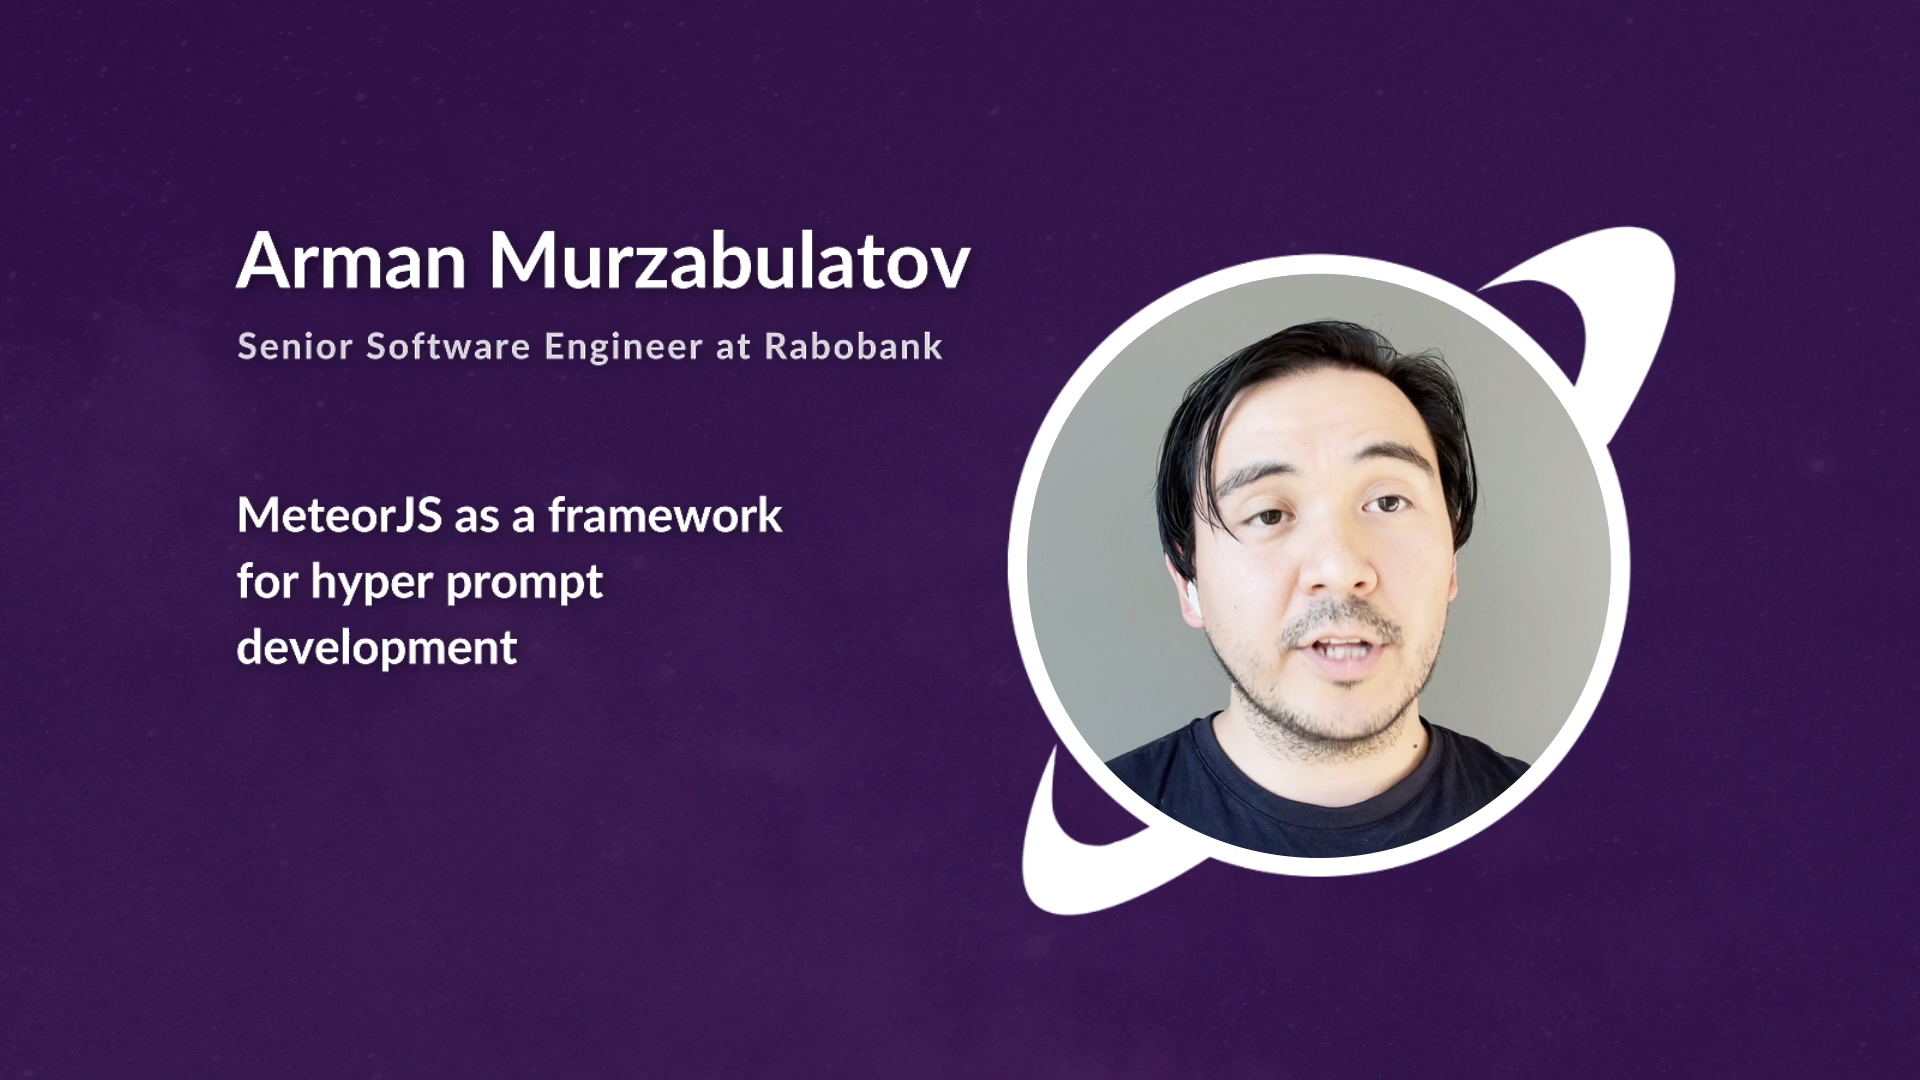 Arman Murzabulatov
Senior Software Engineer at Rabobank
MeteorJS as a framework
for hyper prompt
development